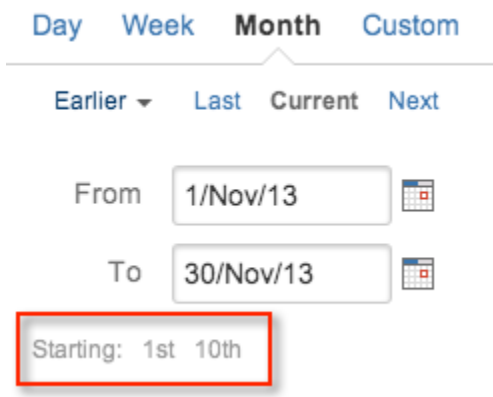 Day Week Month Custom
Earlier Last Current Next
From 1/Nov/13
To 30/Nov/13
Starting: 1st 10th